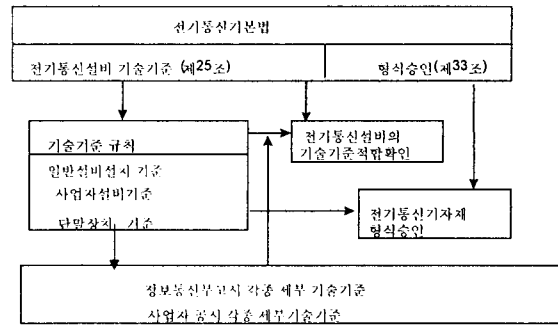 전기통신기본법
전기통신설비 기술기준 (제25조)
형식승인(제33조)
기술기준 규칙
일반설비설치 기준
사업자설비기준
단말장치 기준
전기통신설비의
기술기준적합확인
전기통신기자재
형식승인
정보통신부고시 각종 세부 기술기준
사업자 공시 각종 세부기술기준